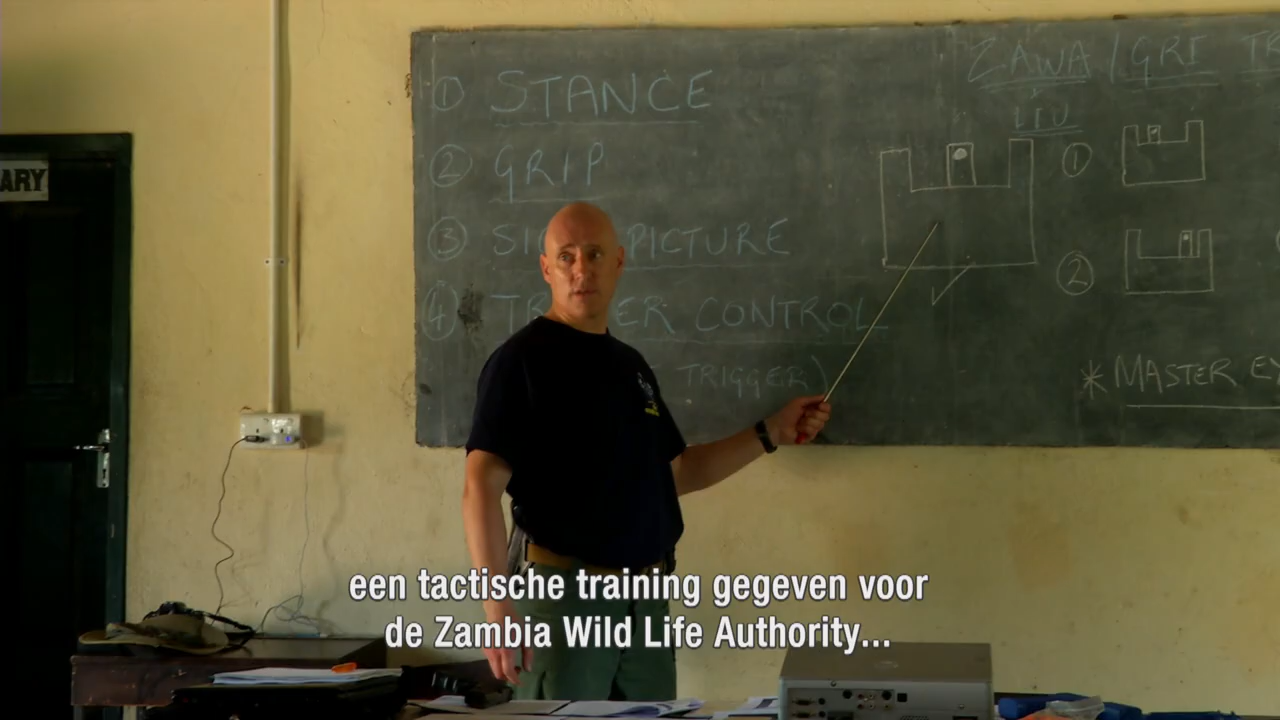 ARY
① STANCE
② GRIP
③ PICTURE
④ CONTROL
TRIGGER)
ZAWA / GRI
①
②
* MASTER
een tactische training gegeven voor
de Zambia Wild Life Authority...